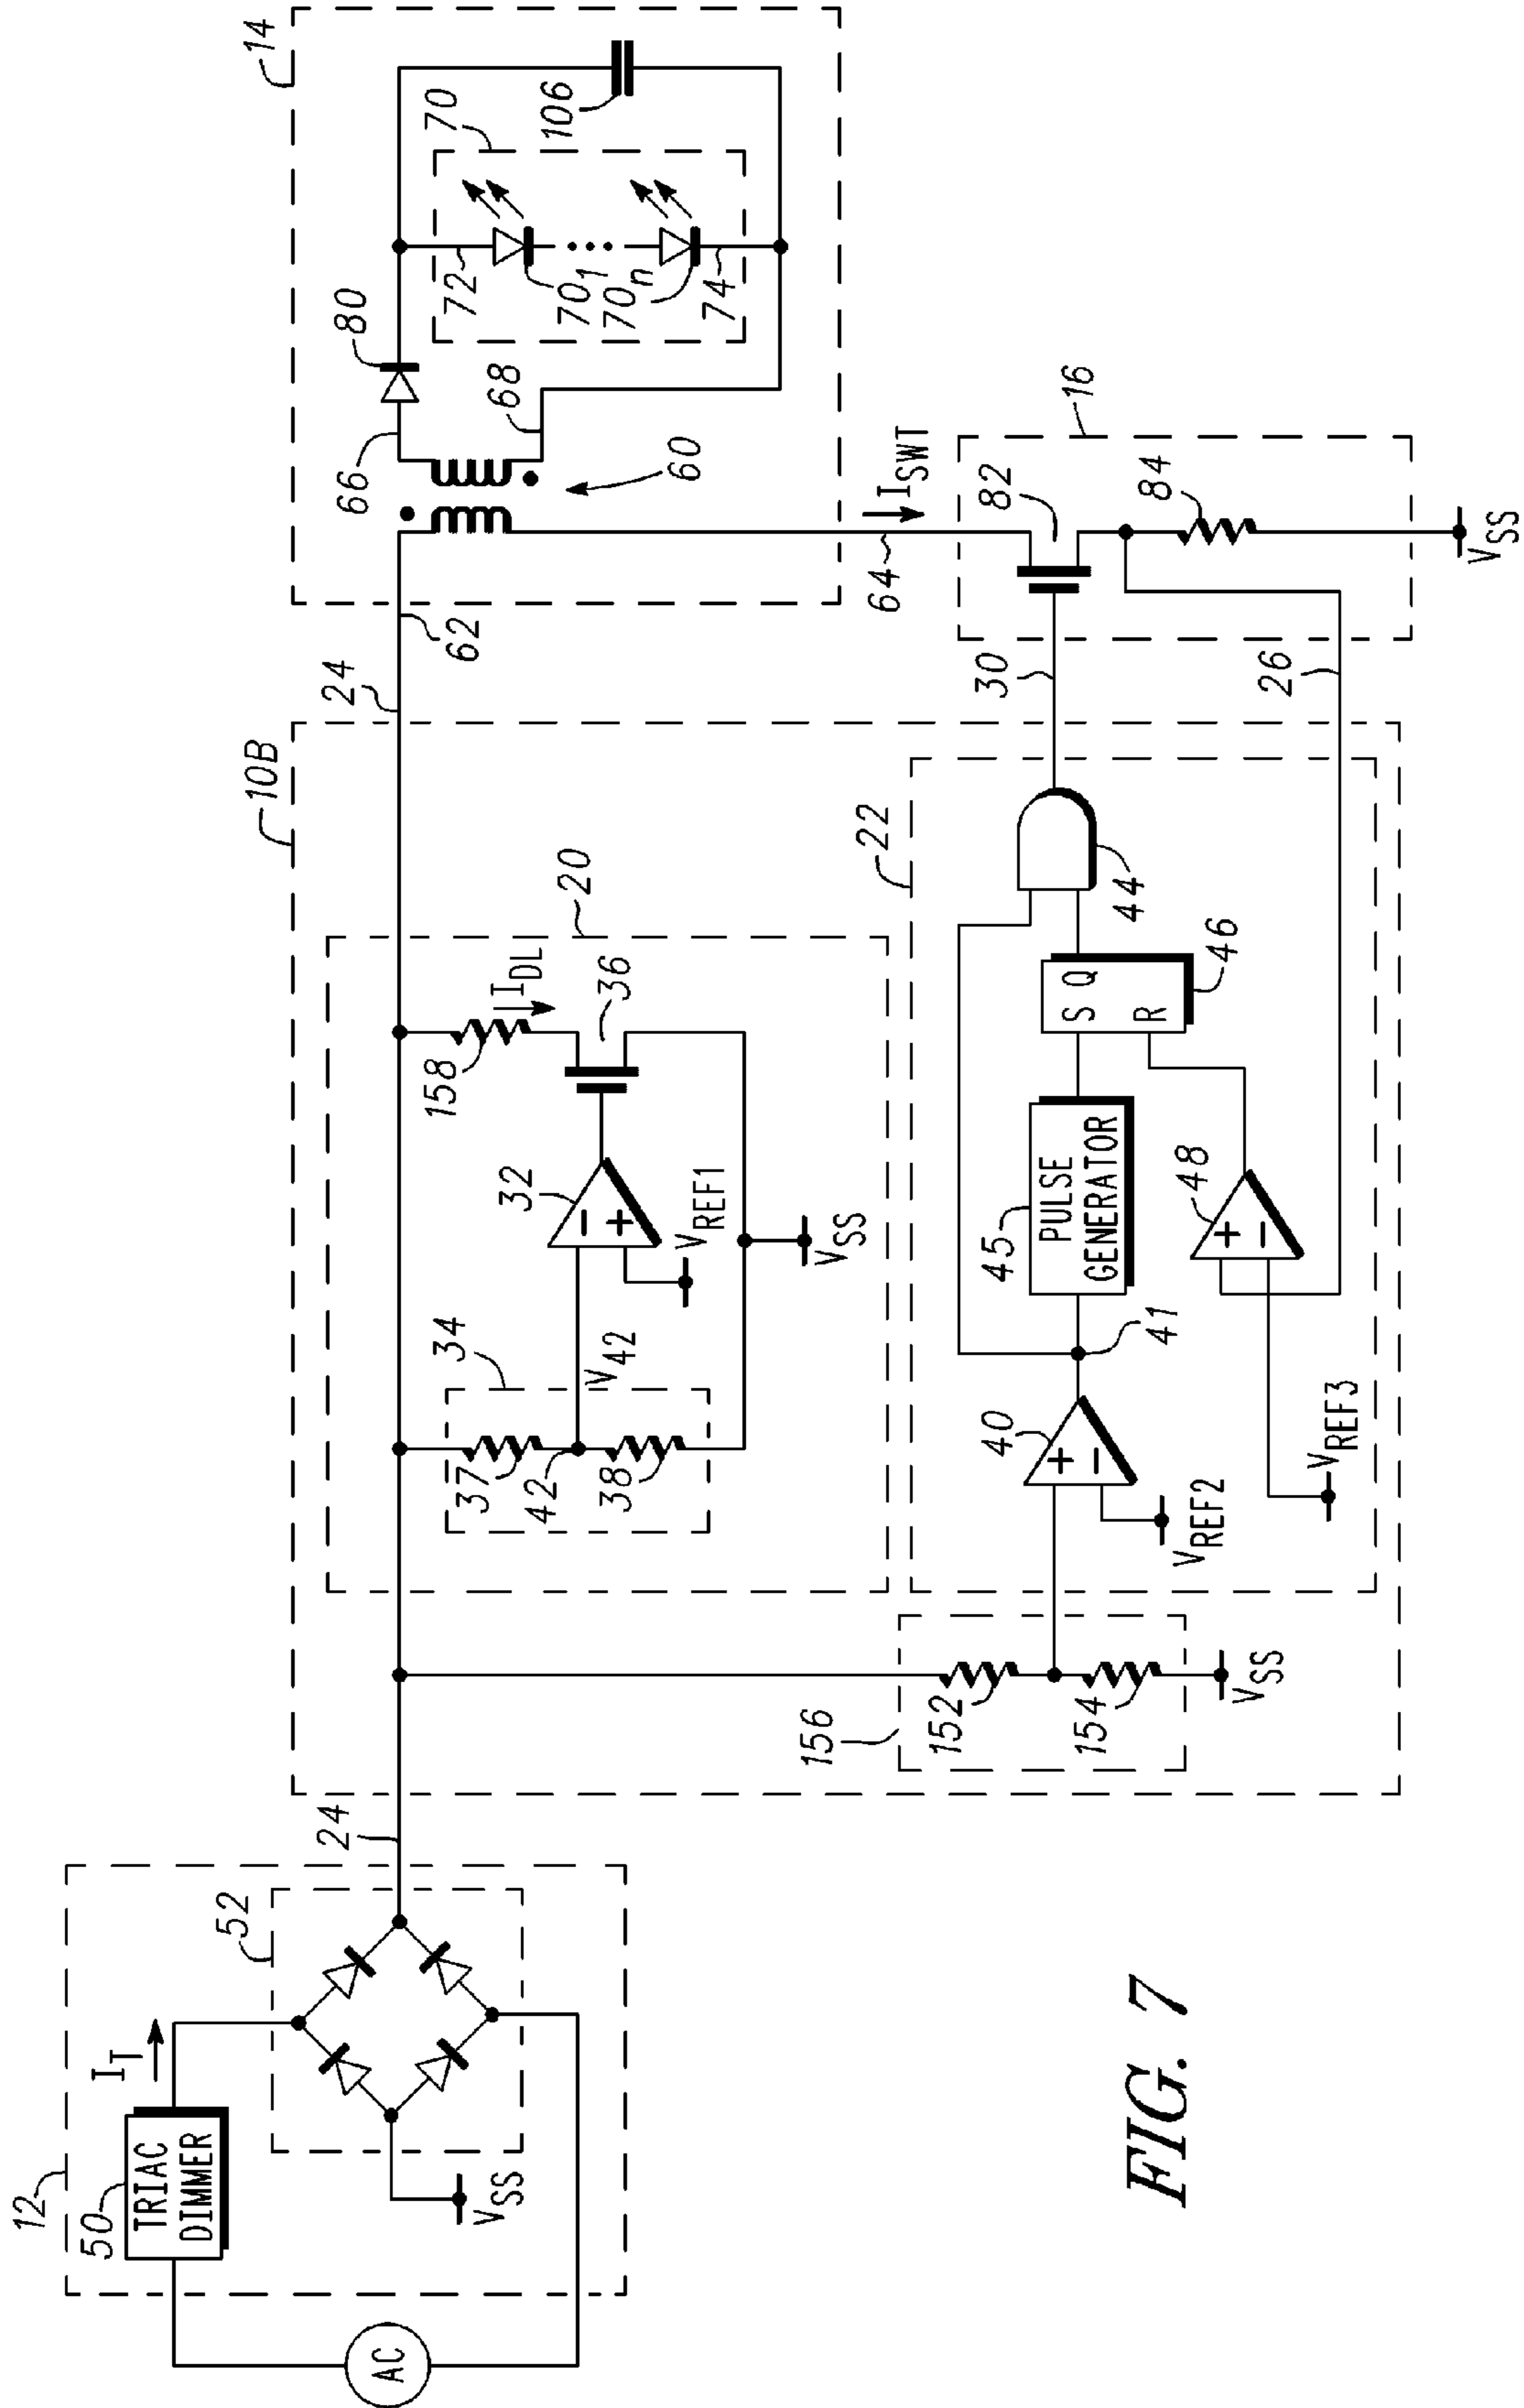 12
50
TRIAC
DIMMER
I_T
AC
52
V_SS
24
10B
24
62
20
34
37
42
38
V_42
32
V_REF1
V_SS
158
I_DL
36
156
152
154
V_SS
22
40
V_REF2
41
45
PULSE
GENERATOR
S Q
R
46
44
48
V_REF3
30
26
14
66
80
68
60
70
72
70_1
70_n
74
106
I_SWT
64
16
82
84
V_SS
FIG. 7